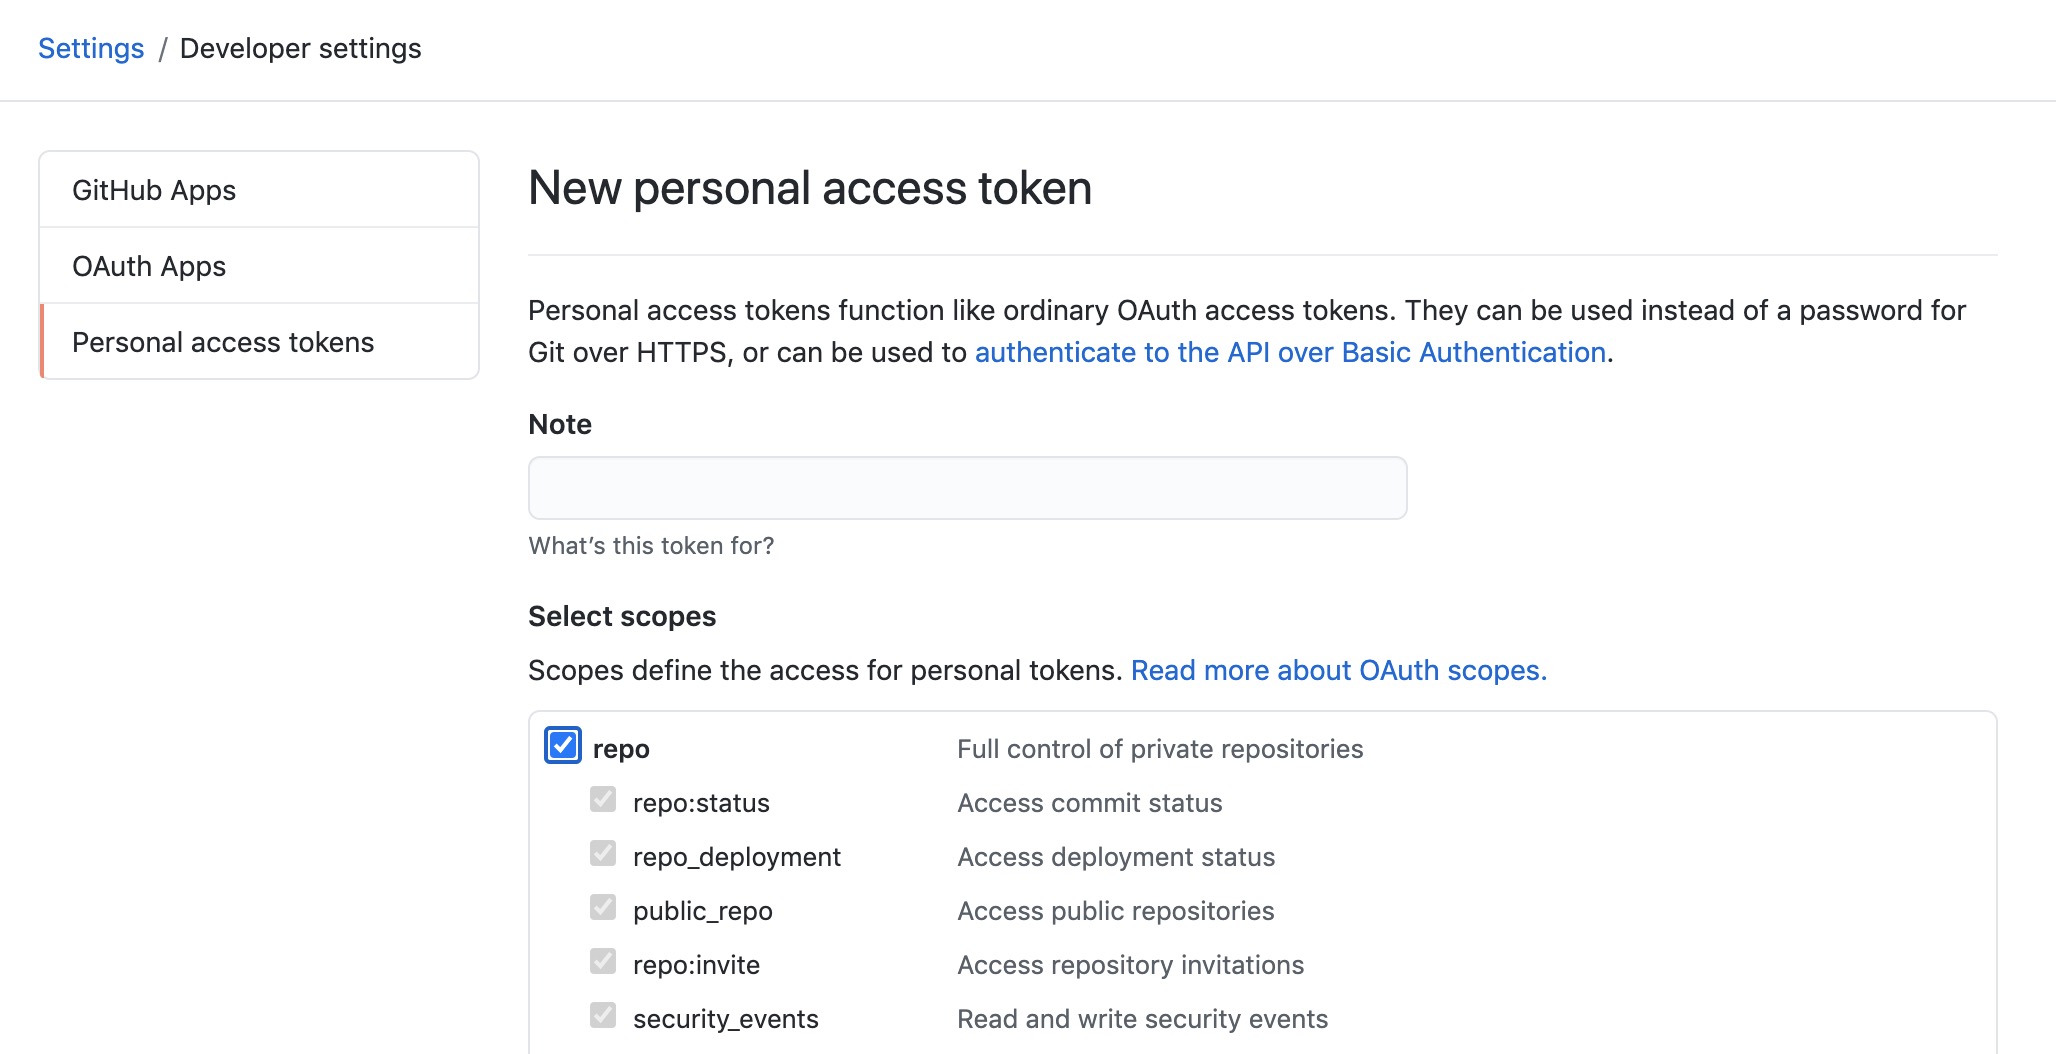 Settings / Developer settings
GitHub Apps
OAuth Apps
Personal access tokens
New personal access token
Personal access tokens function like ordinary OAuth access tokens. They can be used instead of a password for
Git over HTTPS, or can be used to authenticate to the API over Basic Authentication.
Note
What’s this token for?
Select scopes
Scopes define the access for personal tokens. Read more about OAuth scopes.
repo Full control of private repositories
repo:status Access commit status
repo_deployment Access deployment status
public_repo Access public repositories
repo:invite Access repository invitations
security_events Read and write security events